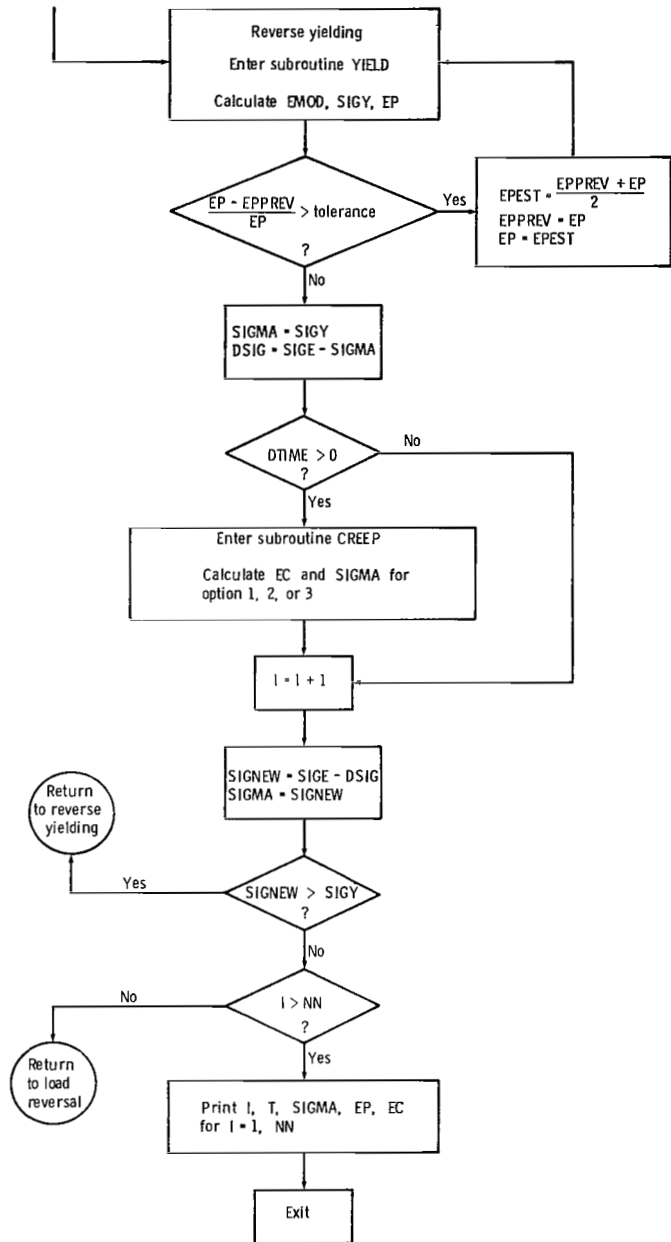 Reverse yielding
Enter subroutine YIELD
Calculate EMOD, SIGY, EP
EP - EPPREV
EP
> tolerance
?
Yes
EPEST = EPPREV + EP
2
EPPREV = EP
EP = EPEST
No
SIGMA = SIGY
DSIG = SIGE - SIGMA
DTIME > 0
?
No
Yes
Enter subroutine CREEP
Calculate EC and SIGMA for
option 1, 2, or 3
I = I + 1
SIGNEW = SIGE - DSIG
SIGMA = SIGNEW
Return
to reverse
yielding
Yes
SIGNEW > SIGY
?
No
No
I > NN
?
Yes
Return
to load
reversal
Print I, T, SIGMA, EP, EC
for I = 1, NN
Exit